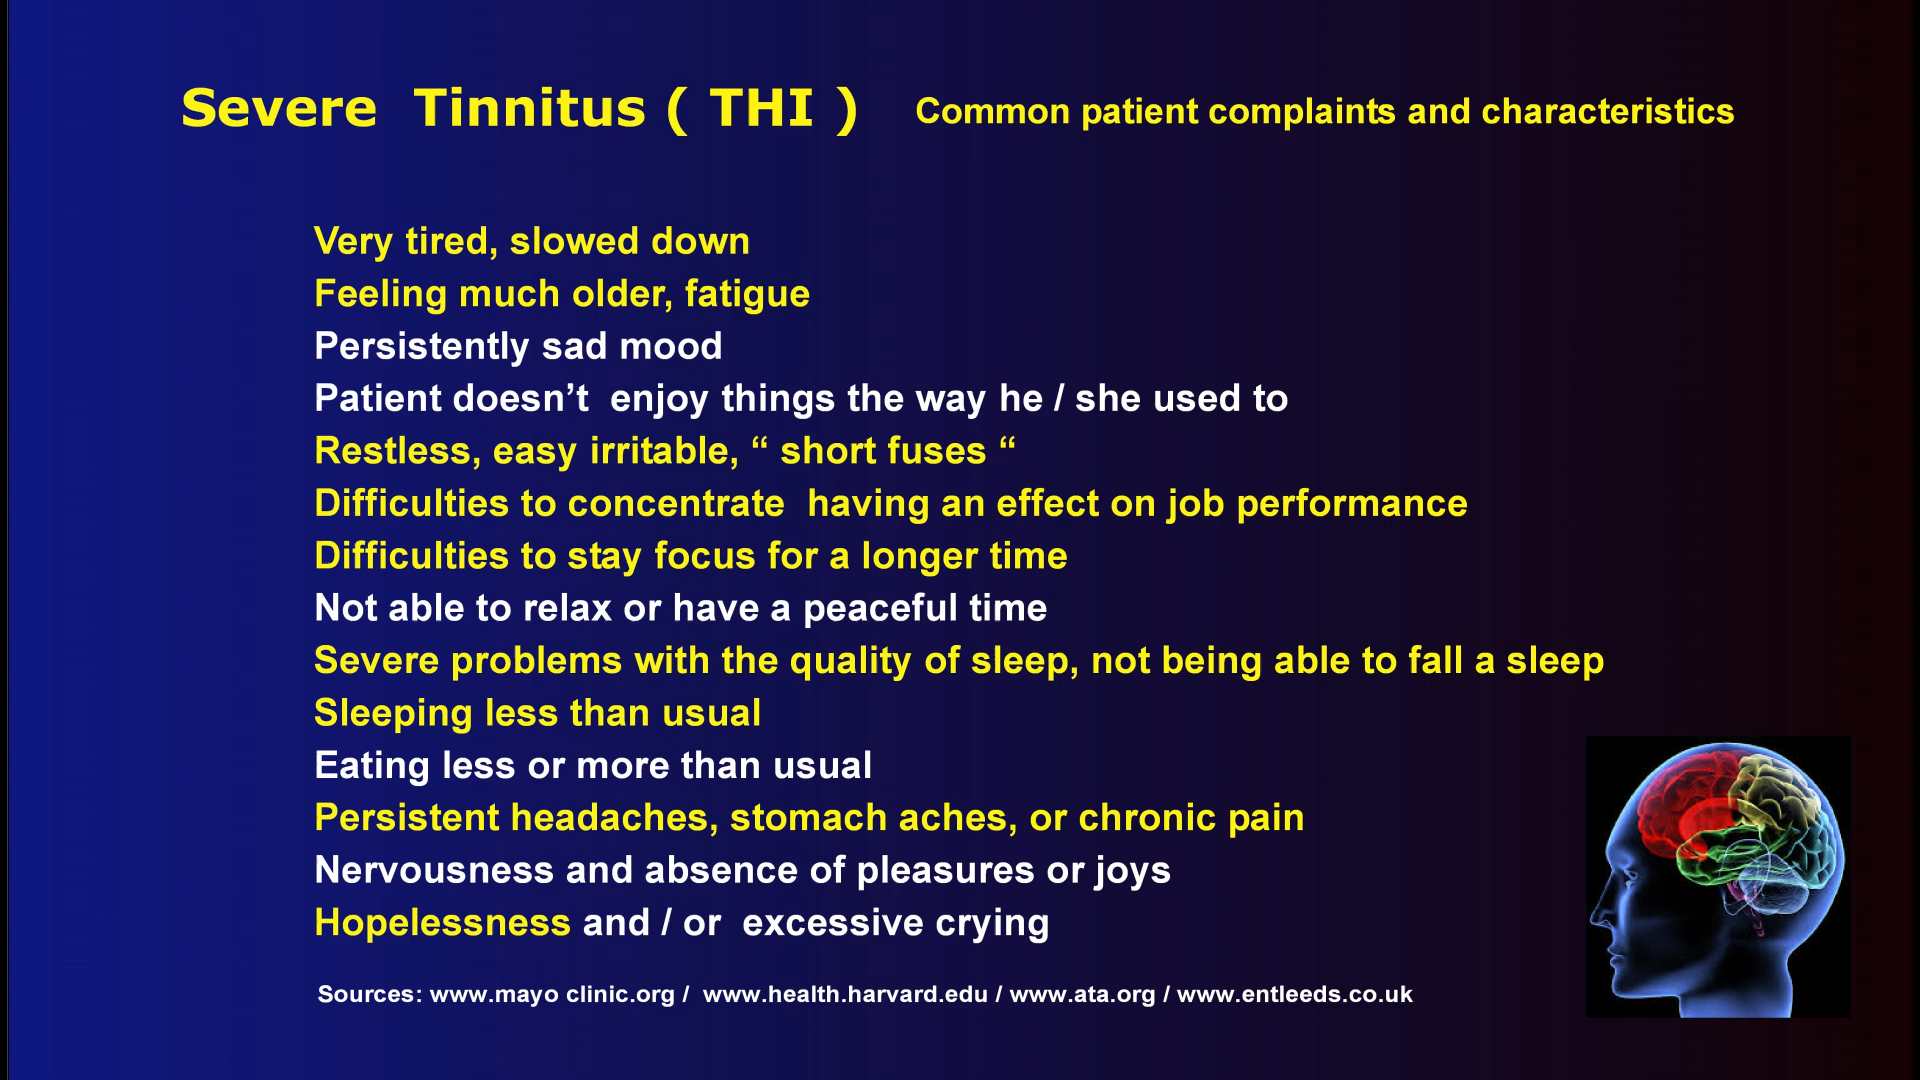 Severe  Tinnitus ( THI )   Common patient complaints and characteristics
Very tired, slowed down
Feeling much older, fatigue
Persistently sad mood
Patient doesn’t  enjoy things the way he / she used to
Restless, easy irritable, “ short fuses “
Difficulties to concentrate  having an effect on job performance
Difficulties to stay focus for a longer time
Not able to relax or have a peaceful time
Severe problems with the quality of sleep, not being able to fall a sleep
Sleeping less than usual
Eating less or more than usual
Persistent headaches, stomach aches, or chronic pain
Nervousness and absence of pleasures or joys
Hopelessness and / or  excessive crying
Sources: www.mayo clinic.org /  www.health.harvard.edu / www.ata.org / www.entleeds.co.uk